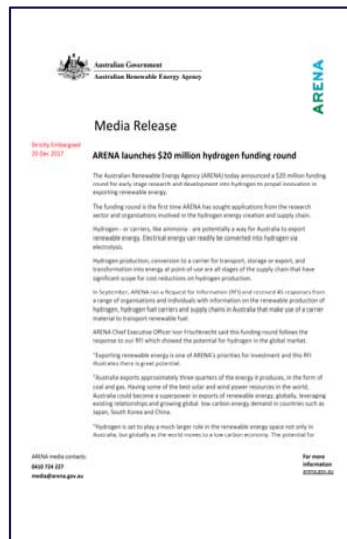 Australian Government
Australian Renewable Energy Agency
ARENA
Media Release
Strictly Embargoed
20 Dec 2017
ARENA launches $20 million hydrogen funding round
The Australian Renewable Energy Agency (ARENA) today announced a $20 million funding
round for early stage research and development into hydrogen to propel innovation in
exporting renewable energy.
The funding round is the first time ARENA has sought applications from the research
sector and organisations involved in the hydrogen energy creation and supply chain.
Hydrogen - or carriers, like ammonia - are potentially a way for Australia to export
renewable energy. Electrical energy can readily be converted into hydrogen via
electrolysis.
Hydrogen production, conversion to a carrier for transport, storage or export, and
transformation into energy at point of use are all stages of the supply chain that have
significant scope for cost reductions on hydrogen production.
In September, ARENA ran a Request for Information (RFI) and received 45 responses from
a range of organisations and individuals with information on the renewable production of
hydrogen, hydrogen fuel carriers and supply chains in Australia that make use of a carrier
material to transport renewable fuel.
ARENA Chief Executive Officer Ivor Frischknecht said this funding round follows the
response to our RFI which showed the potential for hydrogen in the global market.
"Exporting renewable energy is one of ARENA's priorities for investment and this RFI
illustrates there is great potential.
"Australia exports approximately three quarters of the energy it produces, in the form of
coal and gas. Having some of the best solar and wind power resources in the world,
Australia could become a superpower in exports of renewable energy, globally, leveraging
existing relationships and growing global low carbon energy demand in countries such as
Japan, South Korea and China.
"Hydrogen is set to play a much larger role in the renewable energy space not only in
Australia, but globally as the world moves to a low carbon economy. The potential for
ARENA media contacts:
0410 724 227
media@arena.gov.au
For more
information
arena.gov.au